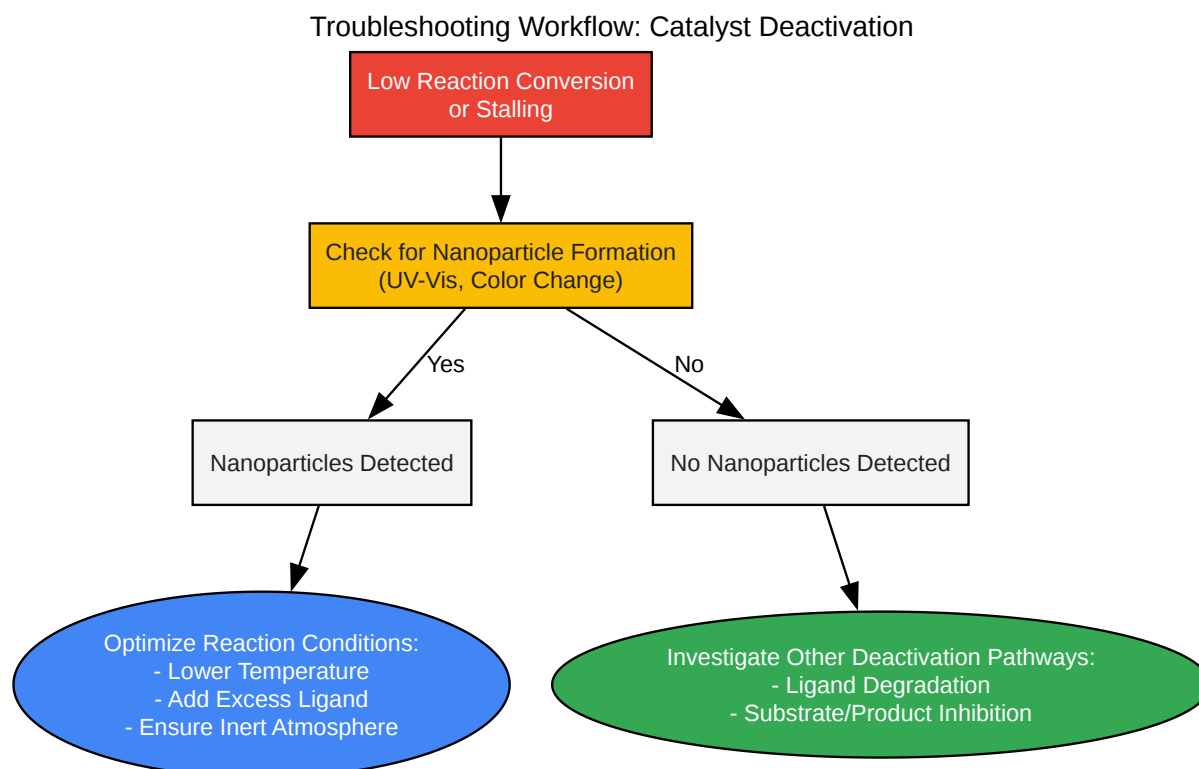 Troubleshooting Workflow: Catalyst Deactivation
Low Reaction Conversion
or Stalling
Check for Nanoparticle Formation
(UV-Vis, Color Change)
Yes
No
Nanoparticles Detected
No Nanoparticles Detected
Optimize Reaction Conditions:
- Lower Temperature
- Add Excess Ligand
- Ensure Inert Atmosphere
Investigate Other Deactivation Pathways:
- Ligand Degradation
- Substrate/Product Inhibition